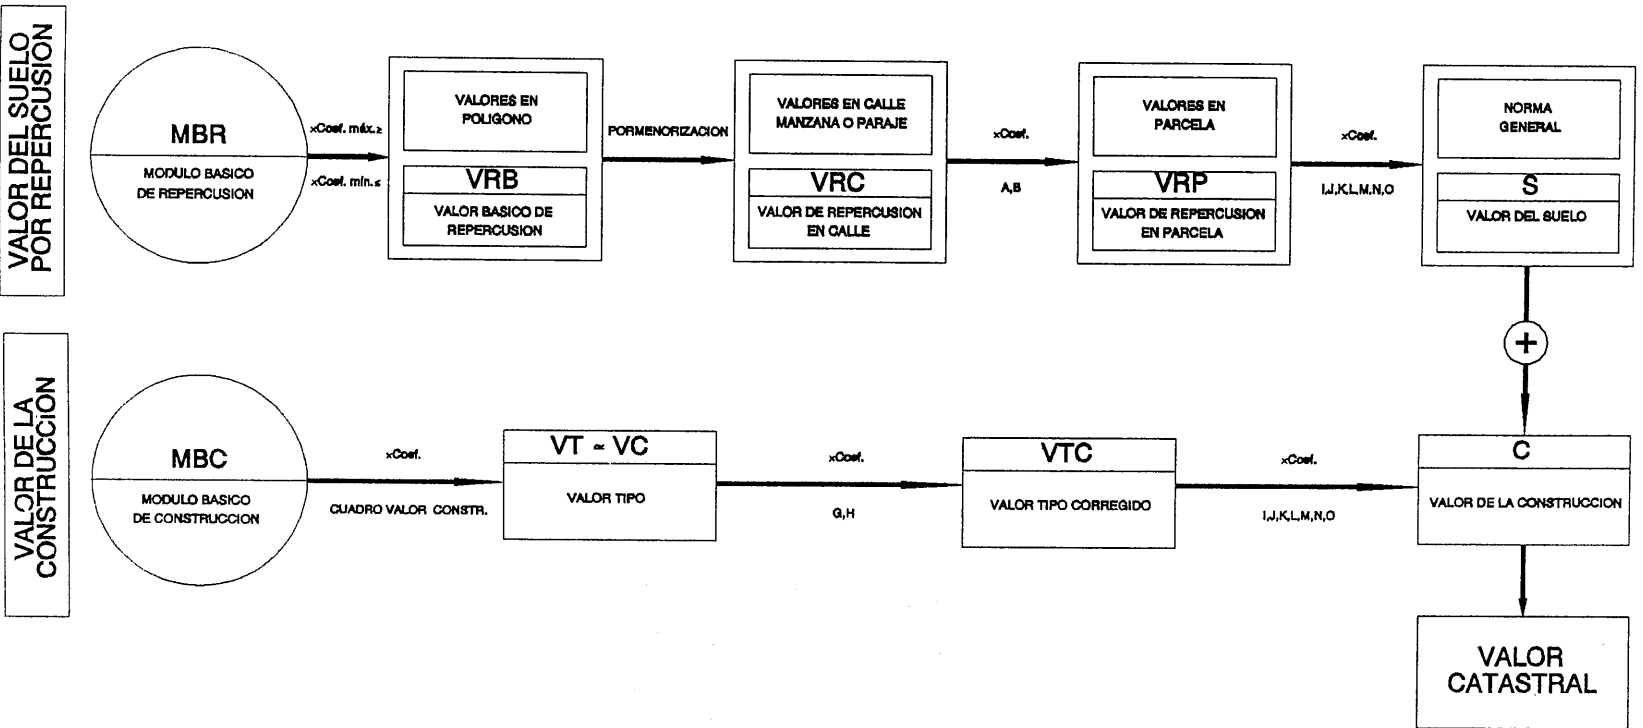 VALOR DEL SUELO
POR REPERCUSION
MBR
MODULO BASICO
DE REPERCUSION
xCoef. máx.≥
xCoef. mín.≤
VALORES EN
POLIGONO
VRB
VALOR BASICO DE
REPERCUSION
PORMENORIZACION
VALORES EN CALLE
MANZANA O PARAJE
VRC
VALOR DE REPERCUSION
EN CALLE
xCoef.
A,B
VALORES EN
PARCELA
VRP
VALOR DE REPERCUSION
EN PARCELA
xCoef.
I,J,K,L,M,N,O
NORMA
GENERAL
S
VALOR DEL SUELO
+
VALOR DE LA
CONSTRUCCION
MBC
MODULO BASICO
DE CONSTRUCCION
xCoef.
CUADRO VALOR CONSTR.
VT ≃ VC
VALOR TIPO
xCoef.
G,H
VTC
VALOR TIPO CORREGIDO
xCoef.
I,J,K,L,M,N,O
C
VALOR DE LA CONSTRUCCION
VALOR
CATASTRAL